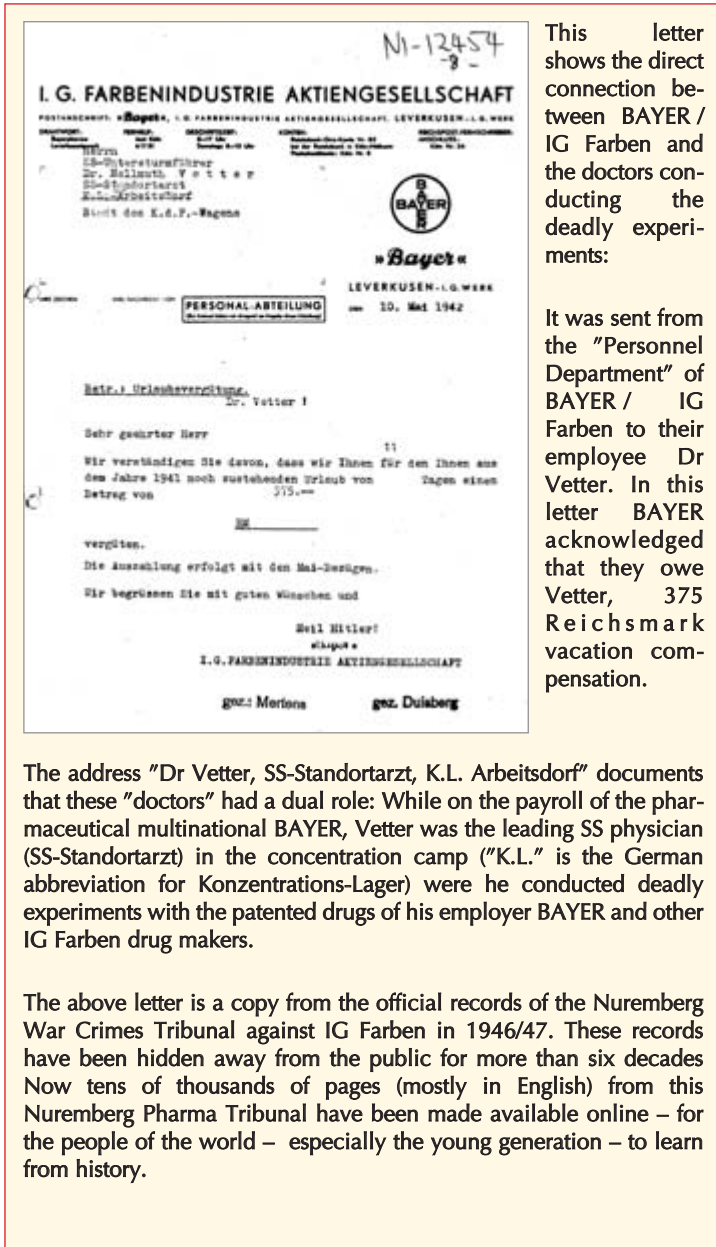 NI-12454
-8-
I. G. FARBENINDUSTRIE AKTIENGESELLSCHAFT
POSTANSCHRIFT: »Bayer«, I. G. FARBENINDUSTRIE AKTIENGESELLSCHAFT, LEVERKUSEN-I.G. WERK
Herrn
SS-Untersturmführer
Dr. Hellmuth Vetter
SS-Standortarzt
K.L.-Arbeitsdorf
Stadt des K.d.F.-Wagens
BAYER
BAYER
»Bayer«
LEVERKUSEN-I.G. WERK
PERSONAL-ABTEILUNG
10. Mai 1942
Betr.: Urlaubsvergütung.
Dr. Vetter !
Sehr geehrter Herr
11
Wir verständigen Sie davon, dass wir Ihnen für den Ihnen aus
dem Jahre 1941 noch zustehenden Urlaub von Tagen einen
Betrag von 375.--
RM
vergüten.
Die Auszahlung erfolgt mit den Mai-Bezügen.
Wir begrüssen Sie mit guten Wünschen und
Heil Hitler!
I.G. FARBENINDUSTRIE AKTIENGESELLSCHAFT
gez.: Mertens gez. Duisberg
This letter
shows the direct
connection be-
tween BAYER /
IG Farben and
the doctors con-
ducting the
deadly experi-
ments:
It was sent from
the "Personnel
Department" of
BAYER / IG
Farben to their
employee Dr
Vetter. In this
letter BAYER
acknowledged
that they owe
Vetter, 375
Reichsmark
vacation com-
pensation.
The address "Dr Vetter, SS-Standortarzt, K.L. Arbeitsdorf" documents
that these "doctors" had a dual role: While on the payroll of the phar-
maceutical multinational BAYER, Vetter was the leading SS physician
(SS-Standortarzt) in the concentration camp ("K.L." is the German
abbreviation for Konzentrations-Lager) were he conducted deadly
experiments with the patented drugs of his employer BAYER and other
IG Farben drug makers.
The above letter is a copy from the official records of the Nuremberg
War Crimes Tribunal against IG Farben in 1946/47. These records
have been hidden away from the public for more than six decades
Now tens of thousands of pages (mostly in English) from this
Nuremberg Pharma Tribunal have been made available online – for
the people of the world – especially the young generation – to learn
from history.